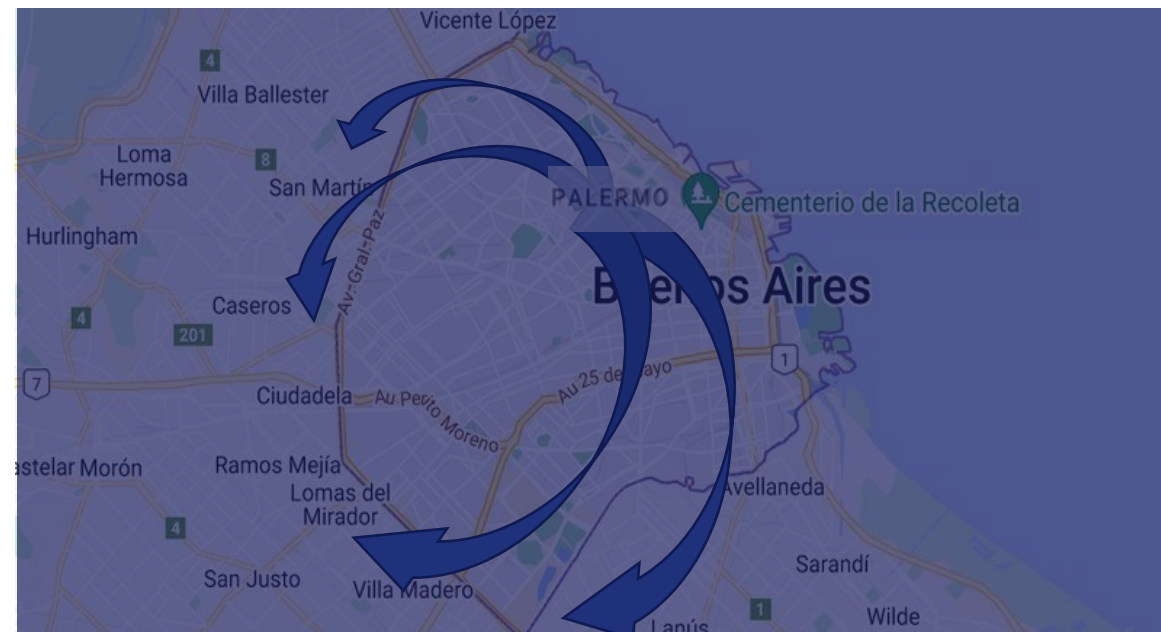 Vicente López
4
Villa Ballester
Loma
Hermosa
8
San Martín
PALERMO
Cementerio de la Recoleta
Hurlingham
Av. Gral. Paz
Buenos Aires
Caseros
4
201
1
7
Au 25 de Mayo
Ciudadela
Au Perito Moreno
astelar Morón
Ramos Mejía
Lomas del
Mirador
Avellaneda
4
San Justo
Villa Madero
Sarandí
1
Wilde
Lanús